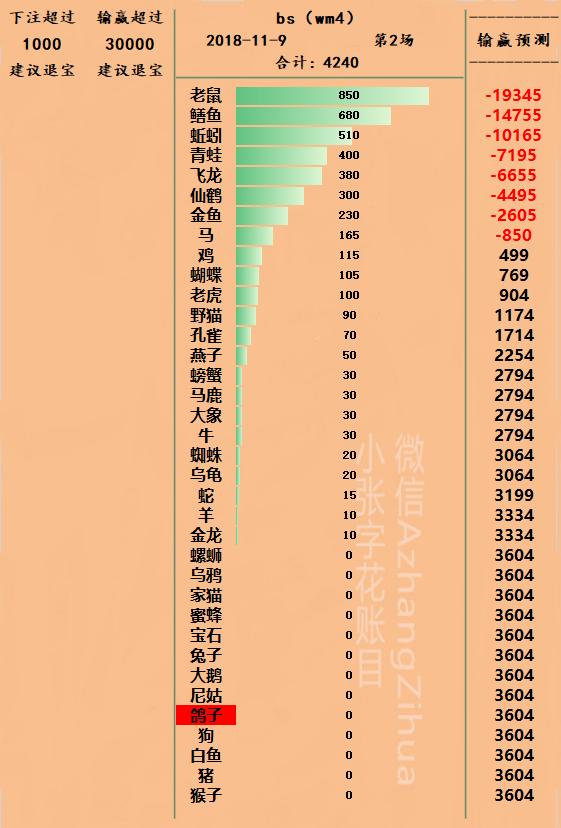 下注超过 输赢超过
1000 30000
建议退宝 建议退宝
bs（wm4）
2018-11-9 第2场
合计：4240
输赢预测
老鼠 850 -19345
鳝鱼 680 -14755
蚯蚓 510 -10165
青蛙 400 -7195
飞龙 380 -6655
仙鹤 300 -4495
金鱼 230 -2605
马 165 -850
鸡 115 499
蝴蝶 105 769
老虎 100 904
野猫 90 1174
孔雀 70 1714
燕子 50 2254
螃蟹 30 2794
马鹿 30 2794
大象 30 2794
牛 30 2794
蜘蛛 20 3064
乌龟 20 3064
蛇 15 3199
羊 10 3334
金龙 10 3334
螺蛳 0 3604
乌鸦 0 3604
家猫 0 3604
蜜蜂 0 3604
宝石 0 3604
兔子 0 3604
大鹅 0 3604
尼姑 0 3604
鸽子 0 3604
狗 0 3604
白鱼 0 3604
猪 0 3604
猴子 0 3604
微信AzhangZihua
小张字花账目